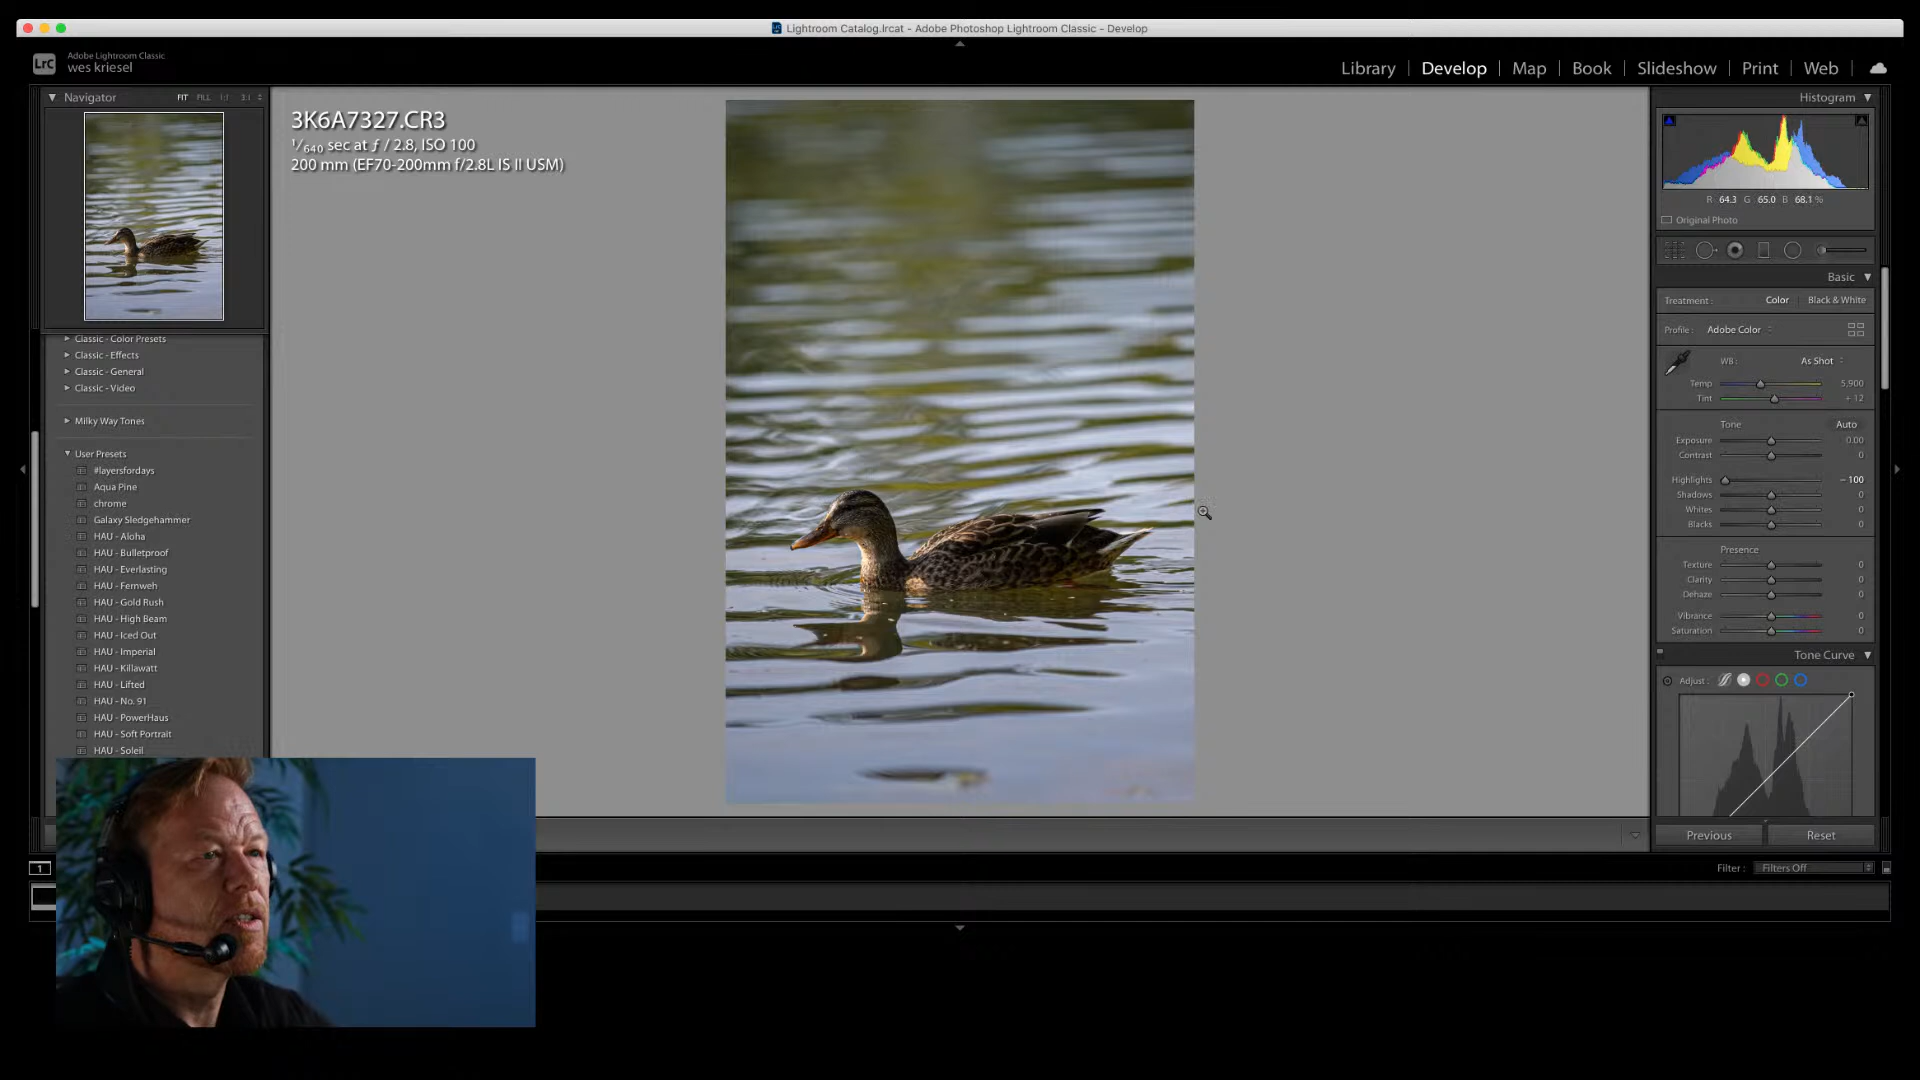 Lightroom Catalog.lrcat - Adobe Photoshop Lightroom Classic - Develop
LrC
Adobe Lightroom Classic
wes kriesel
Library | Develop | Map | Book | Slideshow | Print | Web
Navigator FIT FILL 1:1 2:1
3K6A7327.CR3
1/640 sec at ƒ / 2.8, ISO 100
200 mm (EF70-200mm f/2.8L IS II USM)
Classic - Color Presets
Classic - Effects
Classic - General
Classic - Video
Milky Way Tones
User Presets
#layersfordays
Aqua Pine
chrome
Galaxy Sledgehammer
HAU - Aloha
HAU - Bulletproof
HAU - Everlasting
HAU - Fernweh
HAU - Gold Rush
HAU - High Beam
HAU - Iced Out
HAU - Imperial
HAU - Killawatt
HAU - Lifted
HAU - No. 91
HAU - PowerHaus
HAU - Soft Portrait
HAU - Soleil
1
Histogram
R 64.3 G 65.0 B 68.1 %
Original Photo
Basic
Treatment : Color | Black & White
Profile : Adobe Color
WB : As Shot
Temp 5,900
Tint + 12
Tone Auto
Exposure 0.00
Contrast 0
Highlights - 100
Shadows 0
Whites 0
Blacks 0
Presence
Texture 0
Clarity 0
Dehaze 0
Vibrance 0
Saturation 0
Tone Curve
Adjust :
Previous Reset
Filter : Filters Off